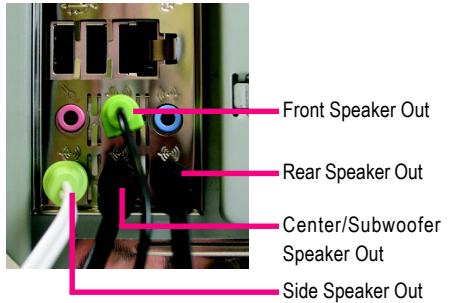 Front Speaker Out
Rear Speaker Out
Center/Subwoofer
Speaker Out
Side Speaker Out